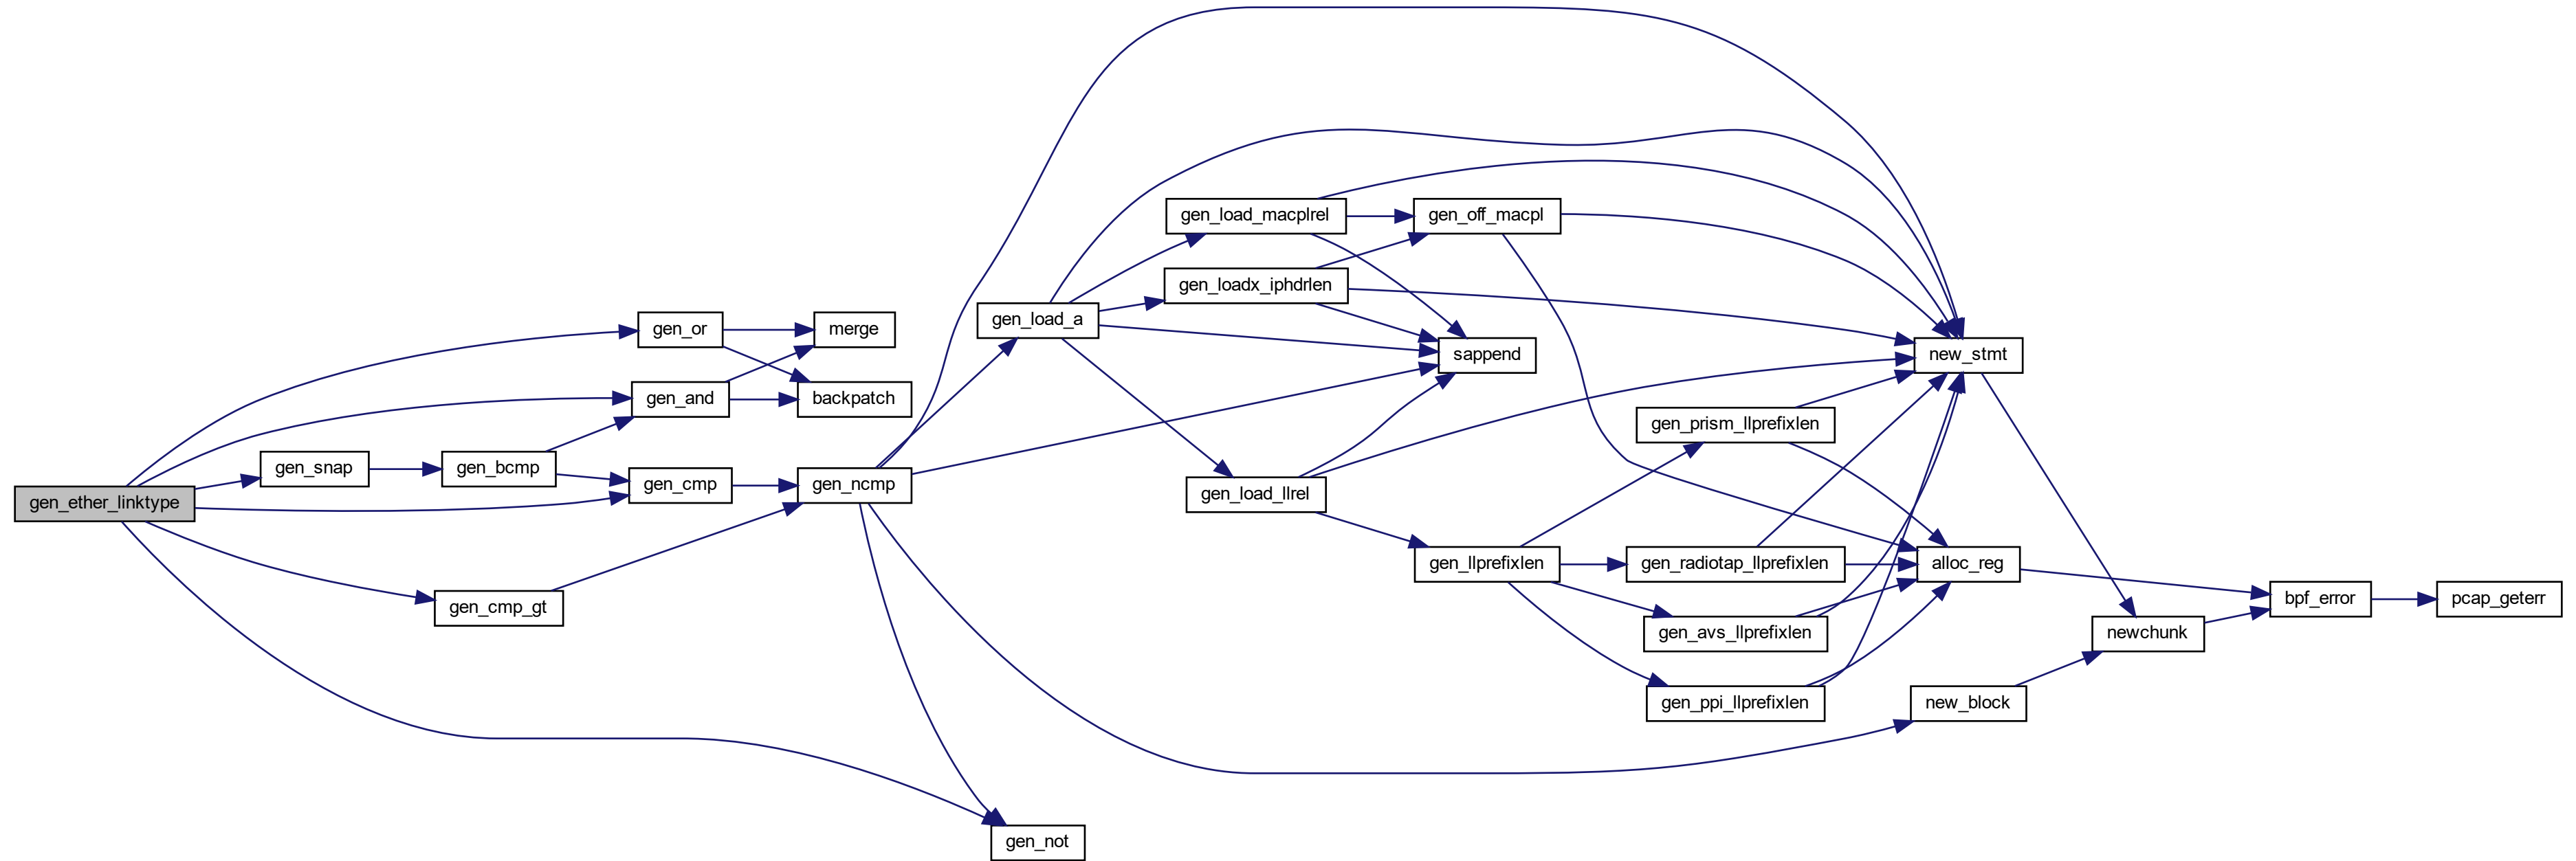 gen_ether_linktype
gen_or
gen_and
gen_snap
gen_bcmp
gen_cmp
gen_cmp_gt
merge
backpatch
gen_ncmp
gen_not
gen_load_a
gen_load_macplrel
gen_loadx_iphdrlen
gen_load_llrel
gen_off_macpl
sappend
gen_llprefixlen
gen_prism_llprefixlen
gen_radiotap_llprefixlen
gen_avs_llprefixlen
gen_ppi_llprefixlen
new_stmt
alloc_reg
new_block
newchunk
bpf_error
pcap_geterr